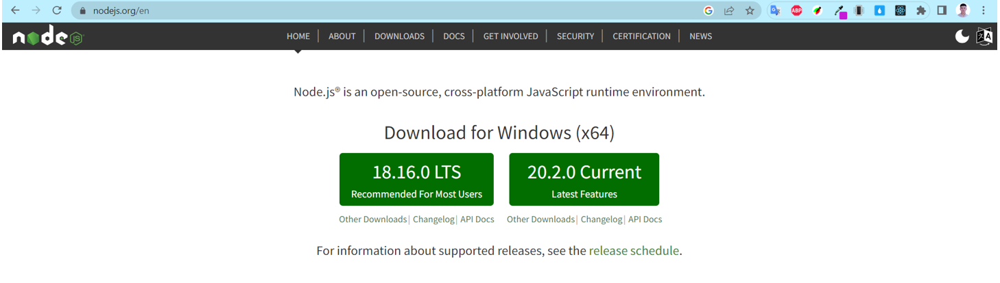 nodejs.org/en
ABP
node JS
HOME | ABOUT | DOWNLOADS | DOCS | GET INVOLVED | SECURITY | CERTIFICATION | NEWS
Node.js® is an open-source, cross-platform JavaScript runtime environment.
Download for Windows (x64)
18.16.0 LTS
Recommended For Most Users
20.2.0 Current
Latest Features
Other Downloads | Changelog | API Docs
Other Downloads | Changelog | API Docs
For information about supported releases, see the release schedule.